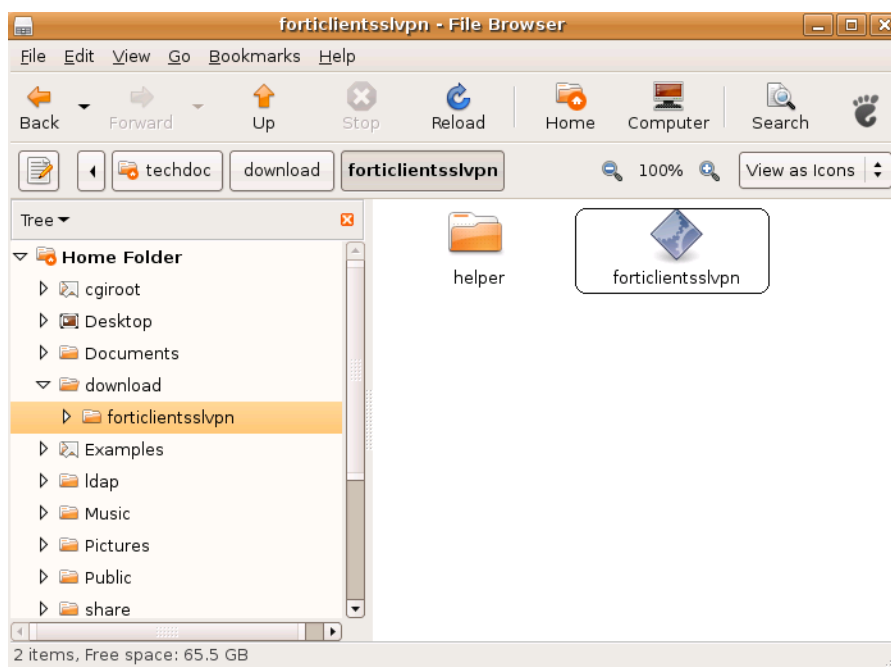 forticlientsslvpn - File Browser
File Edit View Go Bookmarks Help
Back Forward Up Stop Reload Home Computer Search
techdoc download forticlientsslvpn 100% View as Icons
Tree
Home Folder
cgiroot
Desktop
Documents
download
forticlientsslvpn
Examples
ldap
Music
Pictures
Public
share
helper
forticlientsslvpn
2 items, Free space: 65.5 GB